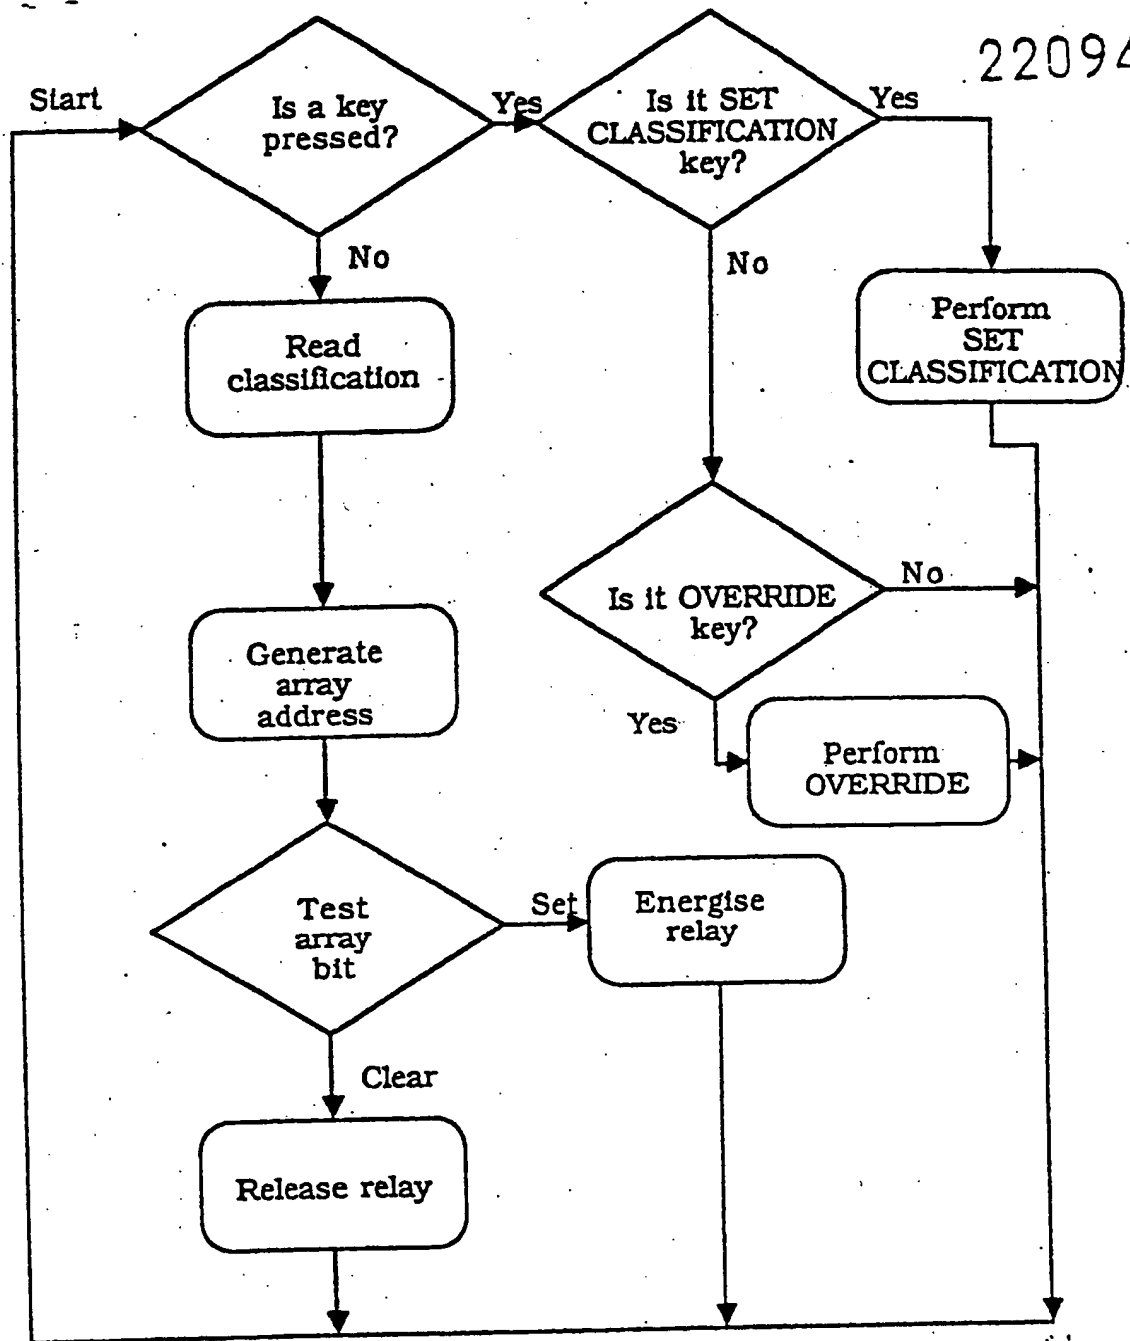 22094
Start
Is a key
pressed?
Yes
Is it SET
CLASSIFICATION
key?
Yes
No
No
Read
classification
Perform
SET
CLASSIFICATION
Is it OVERRIDE
key?
No
Generate
array
address
Yes
Perform
OVERRIDE
Test
array
bit
Set
Energise
relay
Clear
Release relay